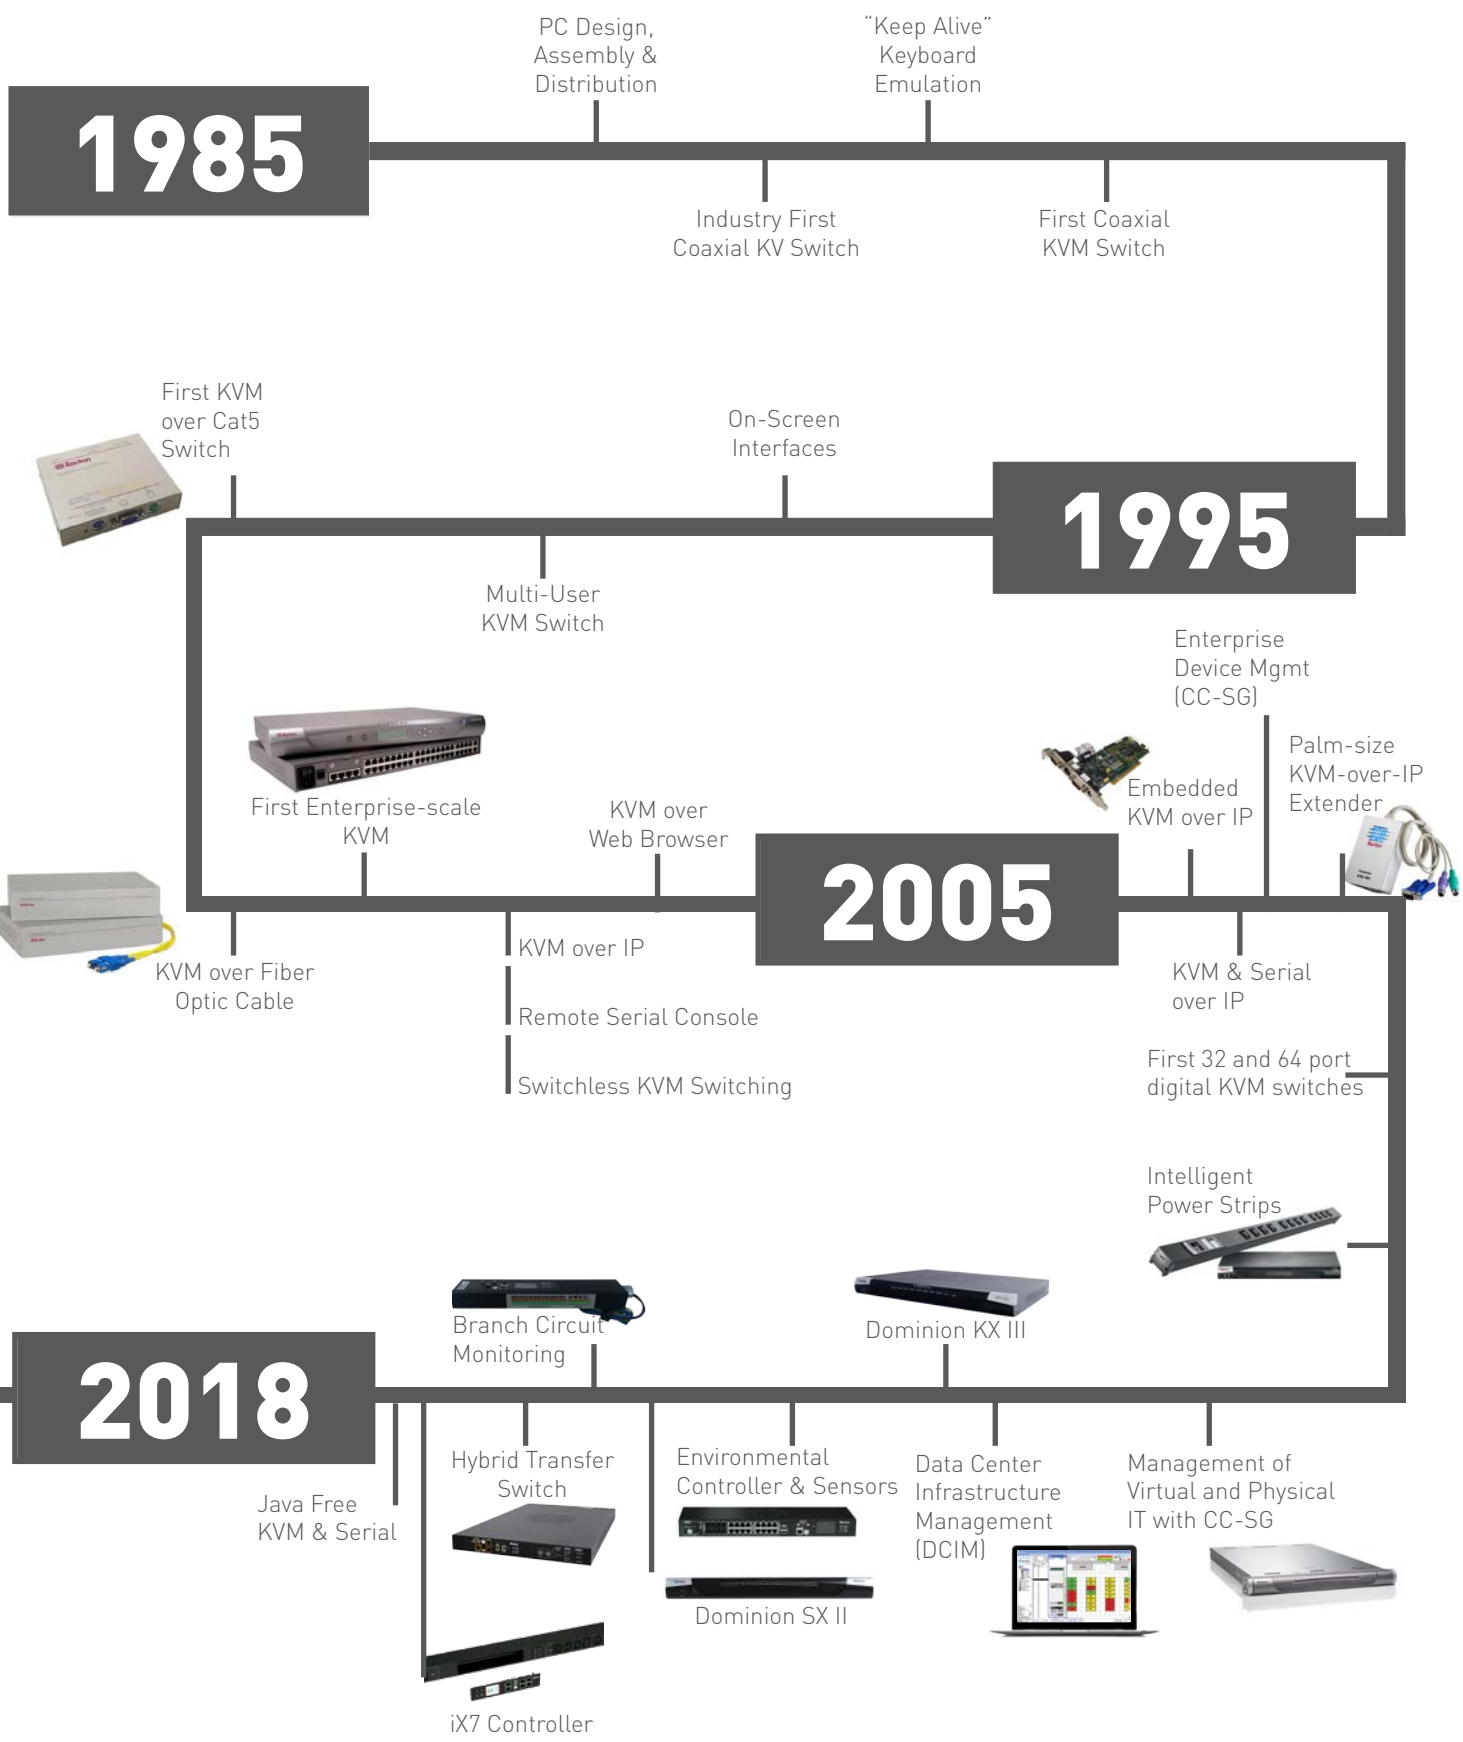 PC Design,
Assembly &
Distribution
“Keep Alive”
Keyboard
Emulation
1985
Industry First
Coaxial KV Switch
First Coaxial
KVM Switch
First KVM
over Cat5
Switch
On-Screen
Interfaces
1995
Multi-User
KVM Switch
First Enterprise-scale
KVM
KVM over
Web Browser
2005
Embedded
KVM over IP
Enterprise
Device Mgmt
(CC-SG)
Palm-size
KVM-over-IP
Extender
KVM over Fiber
Optic Cable
KVM over IP
Remote Serial Console
Switchless KVM Switching
KVM & Serial
over IP
First 32 and 64 port
digital KVM switches
Intelligent
Power Strips
Branch Circuit
Monitoring
Dominion KX III
2018
Java Free
KVM & Serial
Hybrid Transfer
Switch
Environmental
Controller & Sensors
Data Center
Infrastructure
Management
(DCIM)
Management of
Virtual and Physical
IT with CC-SG
Dominion SX II
iX7 Controller